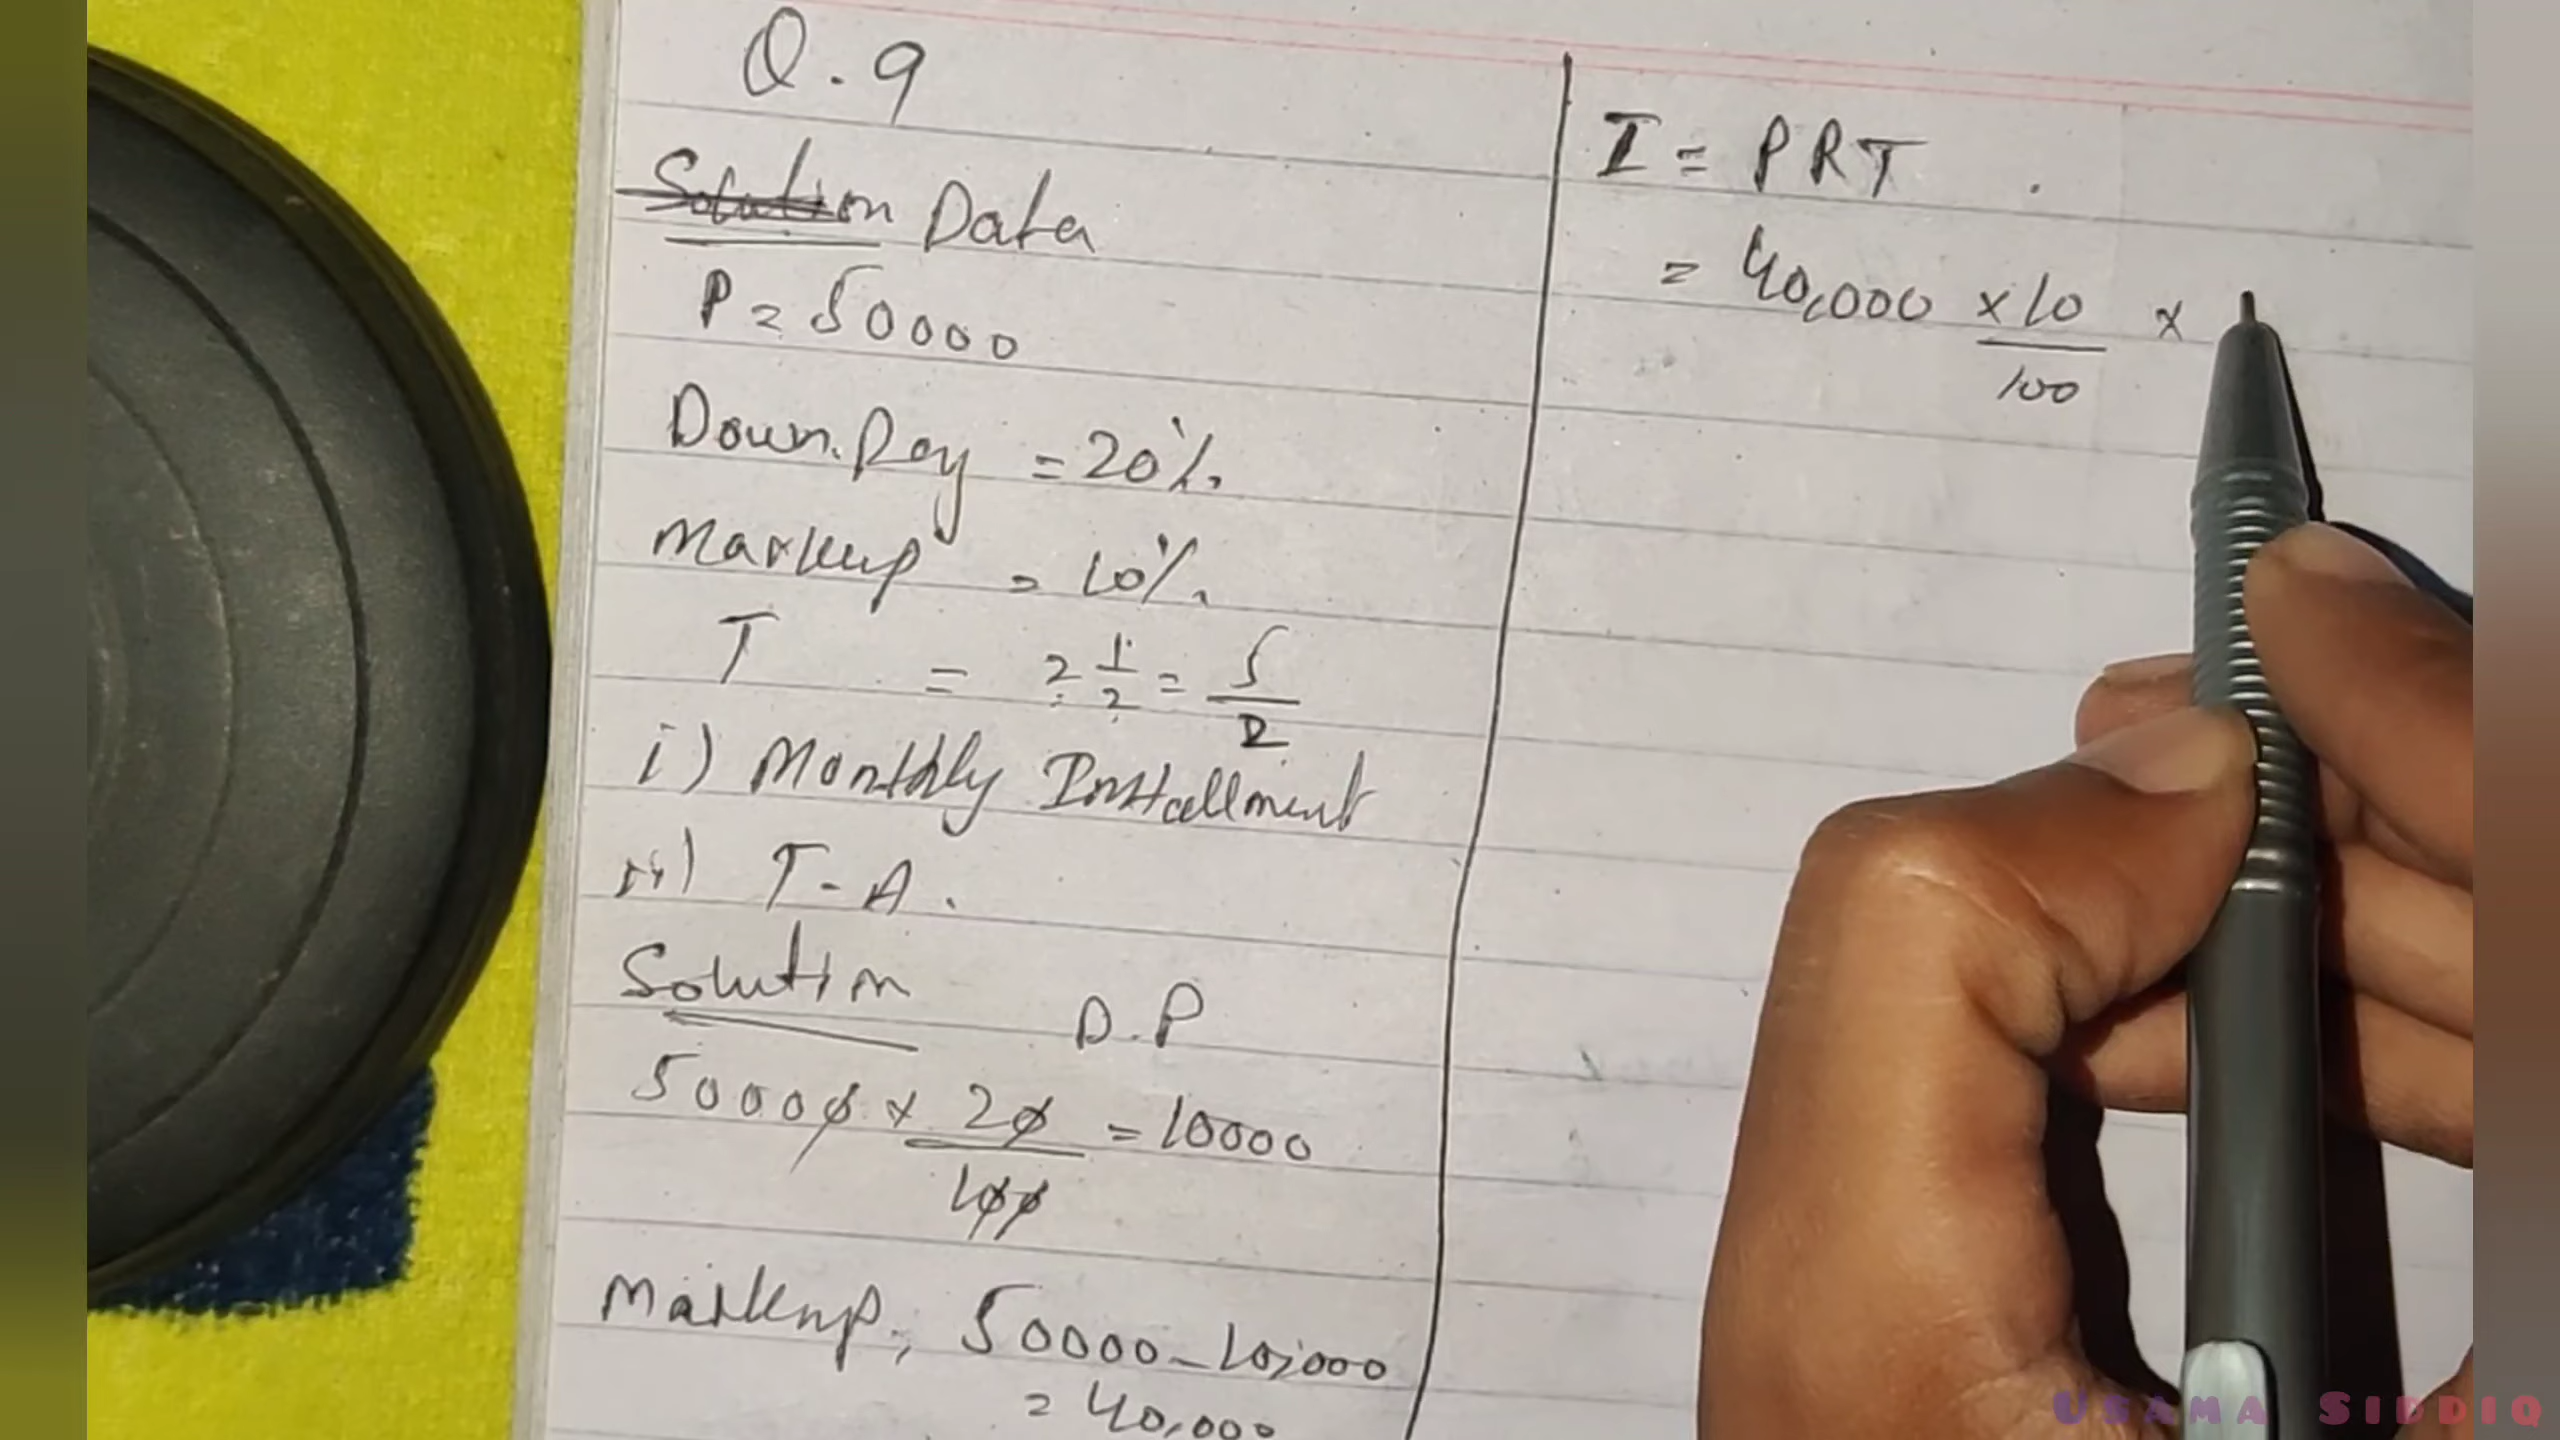 Q.9
Solution Data
P = 50000
Down.Pay = 20%.
Markup = 10%.
T = 2 1/2 = 5/2
i) Monthly Installment
ii) T-A.
Solution D.P
50000 x 20/100 = 10000
Markup, 50000-10,000
= 40,000
I = PRT
= 40,000 x 10/100 x
USAMA SIDDIQ